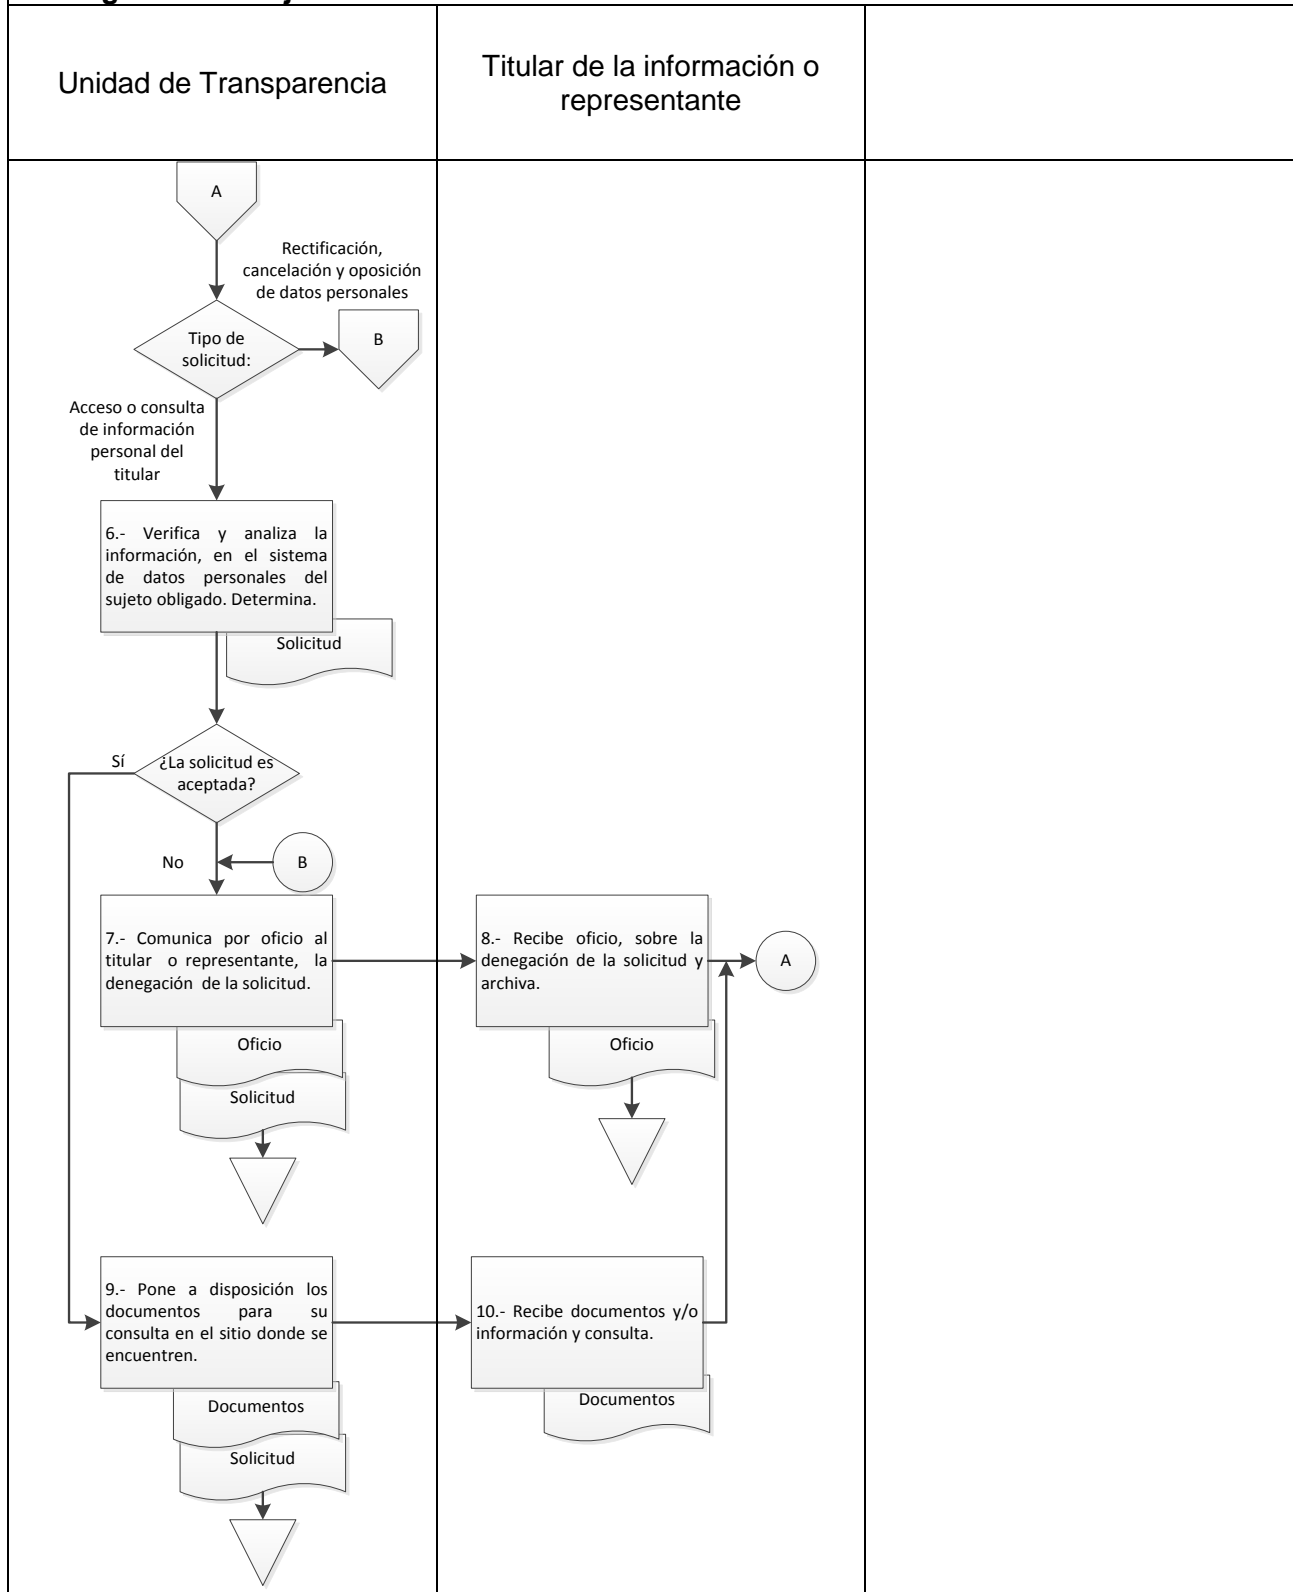 Unidad de Transparencia
Titular de la información o
representante
A
Rectificación,
cancelación y oposición
de datos personales
Tipo de
solicitud:
B
Acceso o consulta
de información
personal del
titular
6.- Verifica y analiza la
información, en el sistema
de datos personales del
sujeto obligado. Determina.
Solicitud
Sí
¿La solicitud es
aceptada?
No
B
7.- Comunica por oficio al
titular o representante, la
denegación de la solicitud.
Oficio
Solicitud
8.- Recibe oficio, sobre la
denegación de la solicitud y
archiva.
Oficio
A
9.- Pone a disposición los
documentos para su
consulta en el sitio donde se
encuentren.
Documentos
Solicitud
10.- Recibe documentos y/o
información y consulta.
Documentos